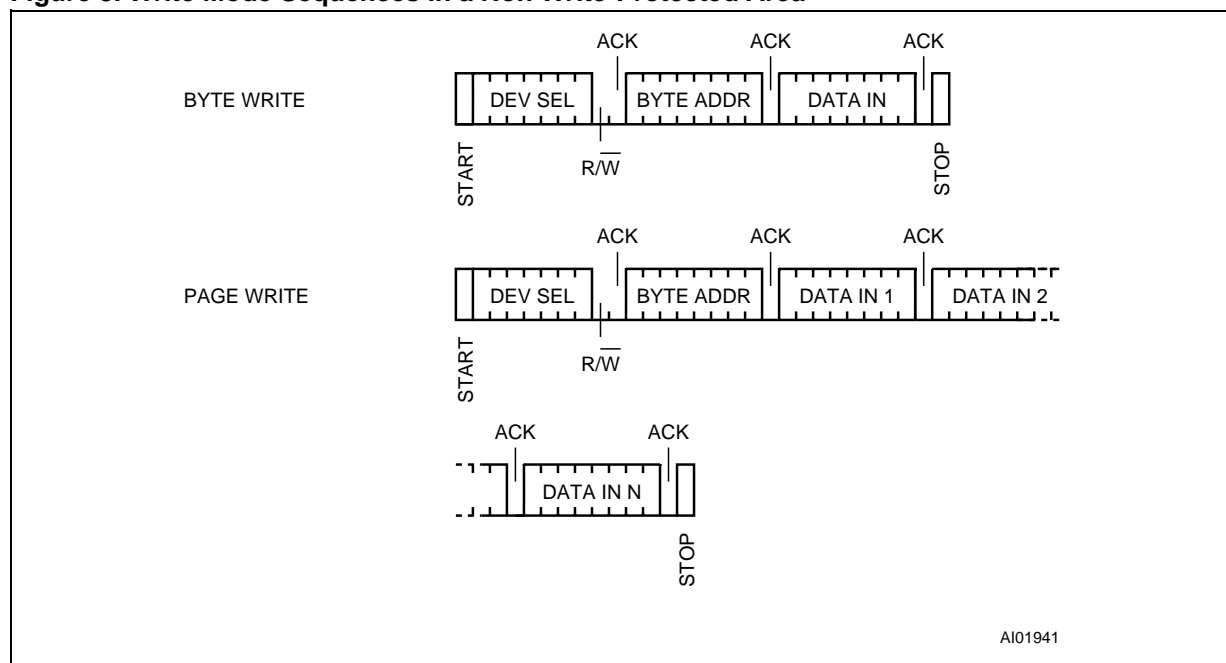 Figure 8. Write Mode Sequences in a Non Write-Protected Area
ACK ACK ACK
BYTE WRITE DEV SEL BYTE ADDR DATA IN
START R/W̅ STOP
ACK ACK ACK
PAGE WRITE DEV SEL BYTE ADDR DATA IN 1 DATA IN 2
START R/W̅
ACK ACK
DATA IN N
STOP
AI01941